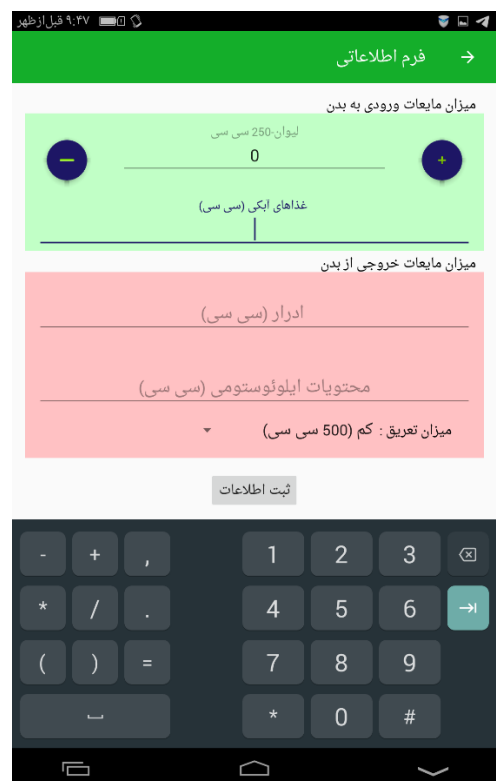 ۹:۴۷ قبل‌ازظهر
فرم اطلاعاتی
میزان مایعات ورودی به بدن
لیوان-250 سی سی
0
غذاهای آبکی (سی سی)
میزان مایعات خروجی از بدن
ادرار (سی سی)
محتویات ایلوئوستومی (سی سی)
میزان تعریق : کم (500 سی سی)
ثبت اطلاعات
- + , 1 2 3
* / . 4 5 6
( ) = 7 8 9
* 0 #